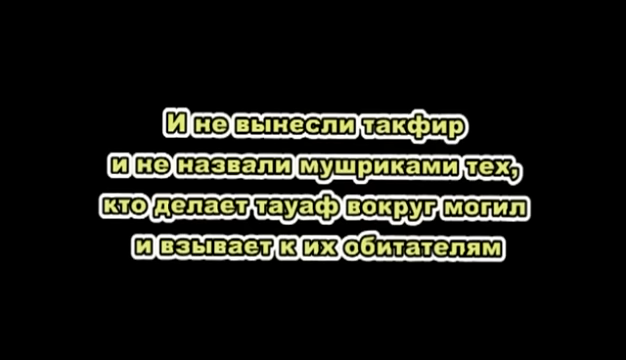 И не вынесли такфир
и не назвали мушриками тех,
кто делает тауаф вокруг могил
и взывает к их обитателям